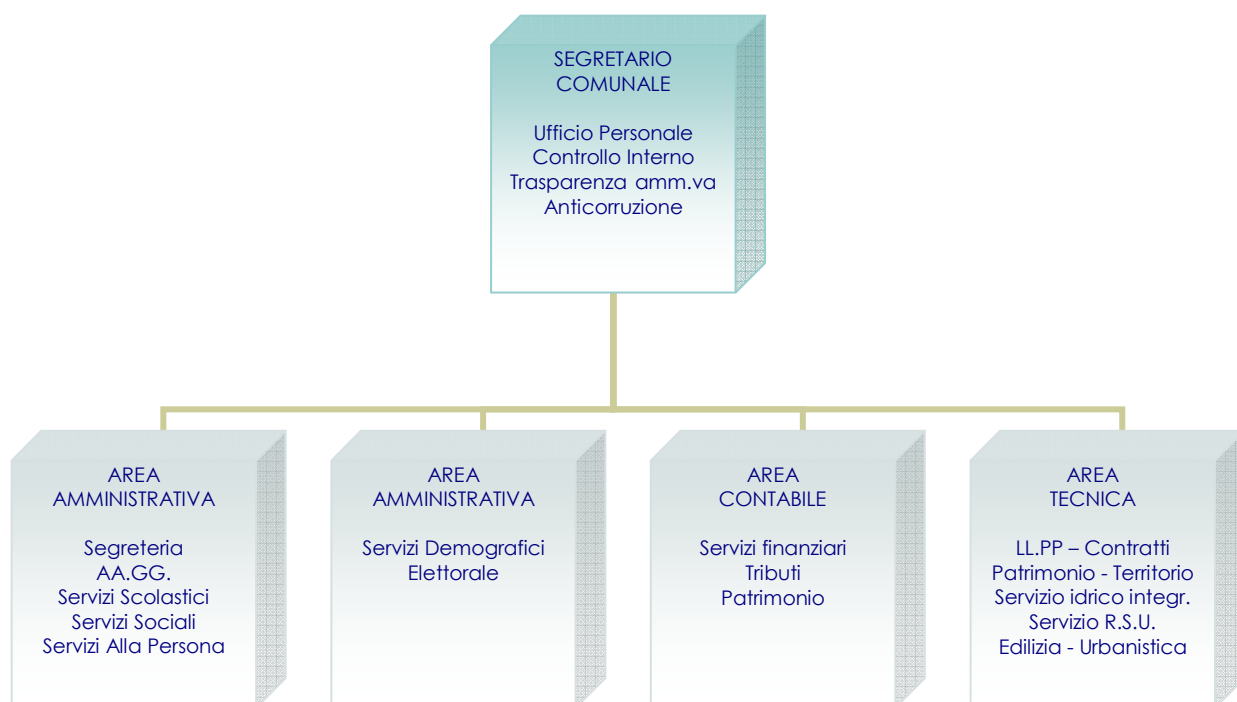 SEGRETARIO
COMUNALE
Ufficio Personale
Controllo Interno
Trasparenza amm.va
Anticorruzione
AREA
AMMINISTRATIVA
Segreteria
AA.GG.
Servizi Scolastici
Servizi Sociali
Servizi Alla Persona
AREA
AMMINISTRATIVA
Servizi Demografici
Elettorale
AREA
CONTABILE
Servizi finanziari
Tributi
Patrimonio
AREA
TECNICA
LL.PP – Contratti
Patrimonio - Territorio
Servizio idrico integr.
Servizio R.S.U.
Edilizia - Urbanistica